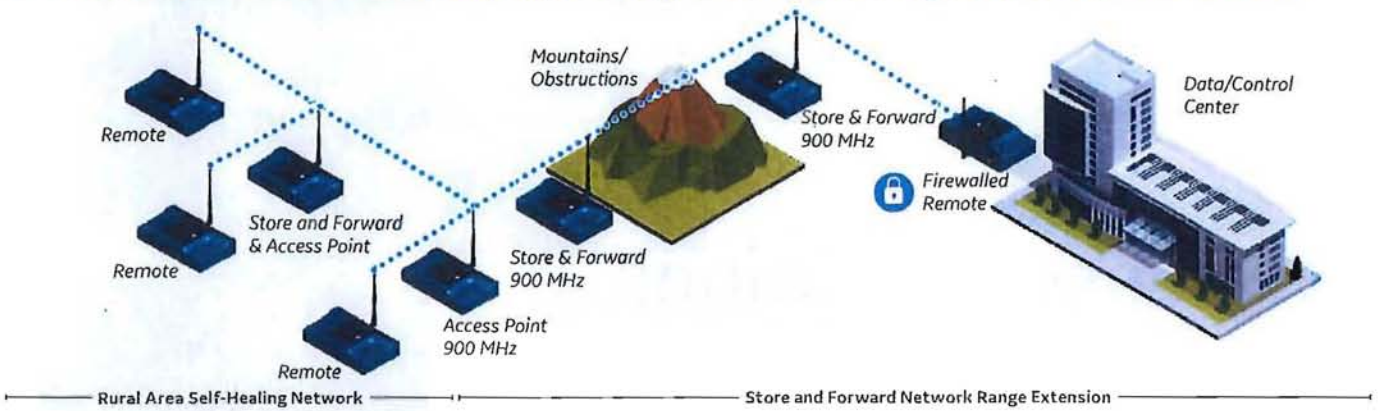 Remote
Remote
Store and Forward
& Access Point
Remote
Access Point
900 MHz
Store & Forward
900 MHz
Mountains/
Obstructions
Store & Forward
900 MHz
Firewalled
Remote
Data/Control
Center
Rural Area Self-Healing Network
Store and Forward Network Range Extension